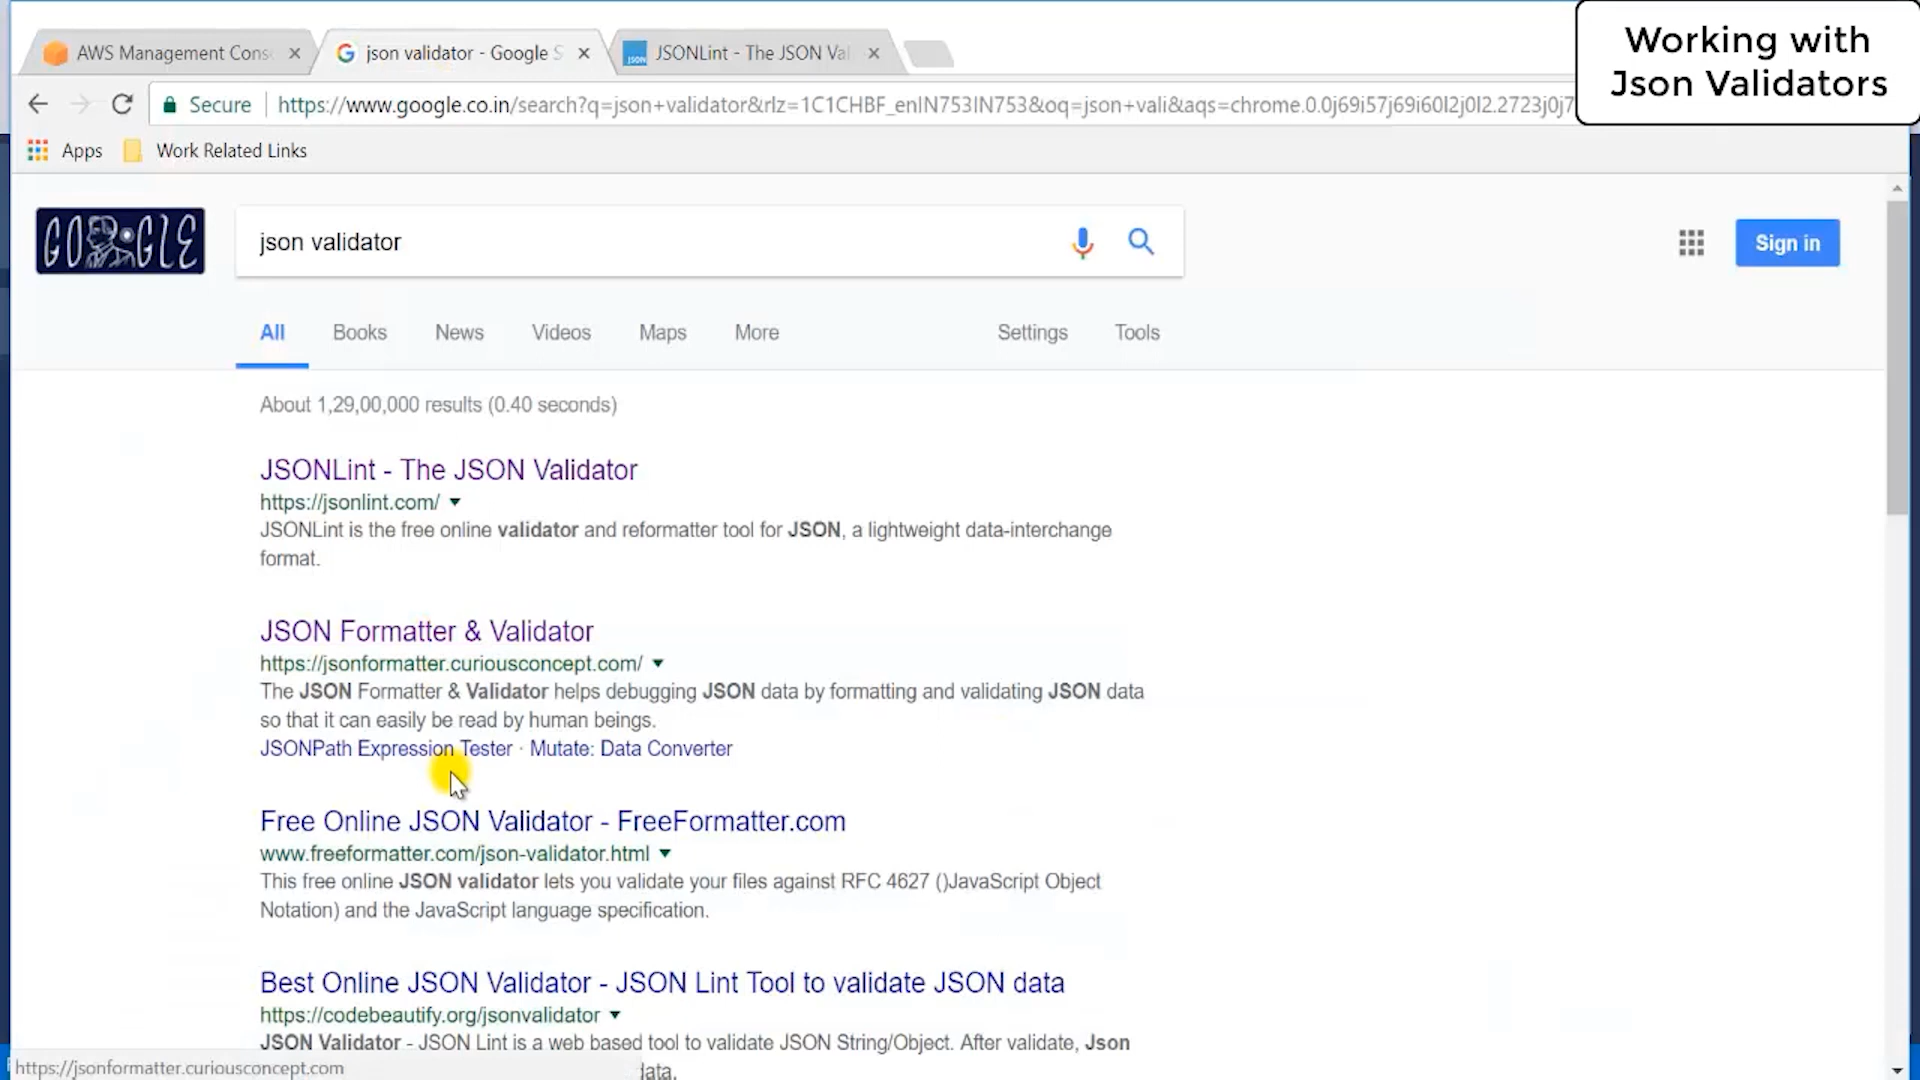 Working with
Json Validators
AWS Management Cons
json validator - Google S
JSON
JSONLint - The JSON Val
Secure
https://www.google.co.in/search?q=json+validator&rlz=1C1CHBF_enIN753IN753&oq=json+vali&aqs=chrome.0.0j69i57j69i60l2j0l2.2723j0j7
Apps
Work Related Links
GOOGLE
json validator
Sign in
All
Books
News
Videos
Maps
More
Settings
Tools
About 1,29,00,000 results (0.40 seconds)
JSONLint - The JSON Validator
https://jsonlint.com/
JSONLint is the free online validator and reformatter tool for JSON, a lightweight data-interchange
format.
JSON Formatter & Validator
https://jsonformatter.curiousconcept.com/
The JSON Formatter & Validator helps debugging JSON data by formatting and validating JSON data
so that it can easily be read by human beings.
JSONPath Expression Tester · Mutate: Data Converter
Free Online JSON Validator - FreeFormatter.com
www.freeformatter.com/json-validator.html
This free online JSON validator lets you validate your files against RFC 4627 ()JavaScript Object
Notation) and the JavaScript language specification.
Best Online JSON Validator - JSON Lint Tool to validate JSON data
https://codebeautify.org/jsonvalidator
JSON Validator - JSON Lint is a web based tool to validate JSON String/Object. After validate, Json
data.
https://jsonformatter.curiousconcept.com